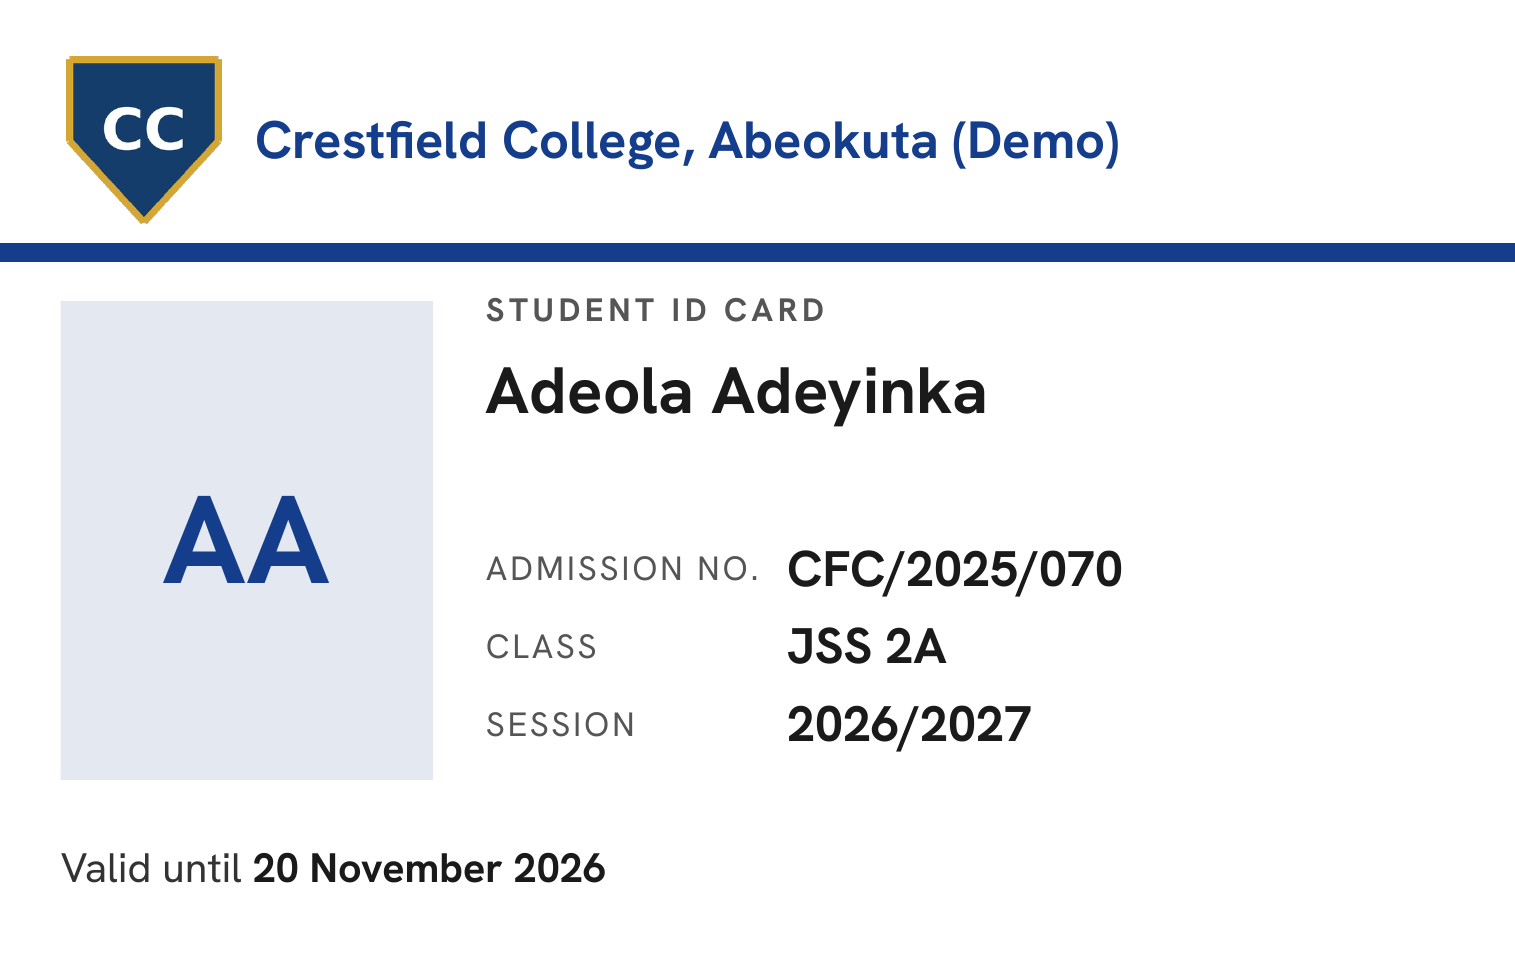 CC
Crestfield College, Abeokuta (Demo)
STUDENT ID CARD
Adeola Adeyinka
AA
ADMISSION NO. CFC/2025/070
CLASS JSS 2A
SESSION 2026/2027
Valid until 20 November 2026